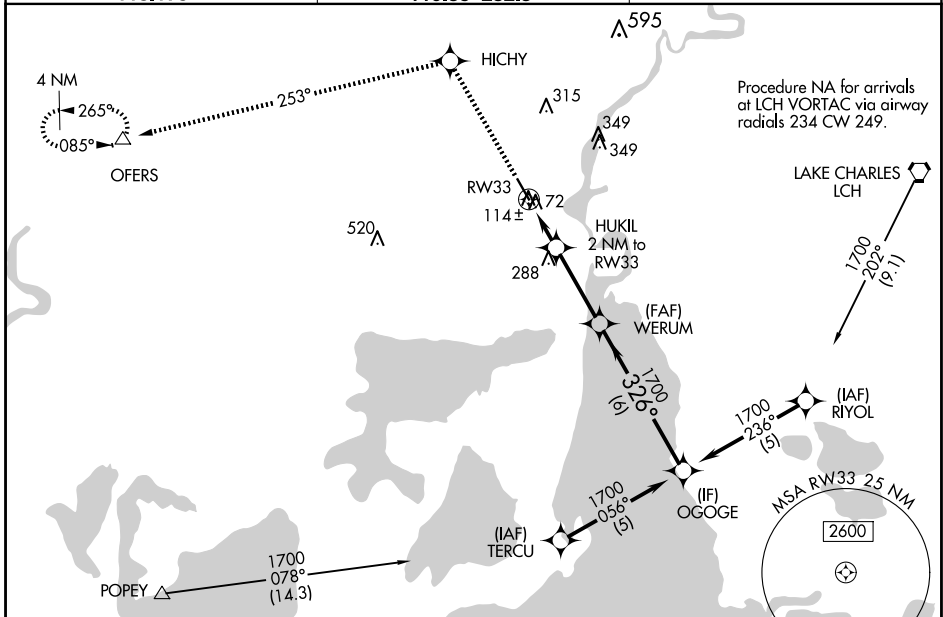 595
HICHY
4 NM
265°
085°
253°
OFERS
315
349
349
Procedure NA for arrivals
at LCH VORTAC via airway
radials 234 CW 249.
LAKE CHARLES
LCH
RW33
72
114±
520
HUKIL
2 NM to
RW33
288
1700
202°
(9.1)
(FAF)
WERUM
1700
326°
(6)
(IAF)
RIYOL
1700
236°
(5)
(IF)
OGOGE
1700
056°
(5)
(IAF)
TERCU
MSA RW33 25 NM
2600
1700
078°
(14.3)
POPEY